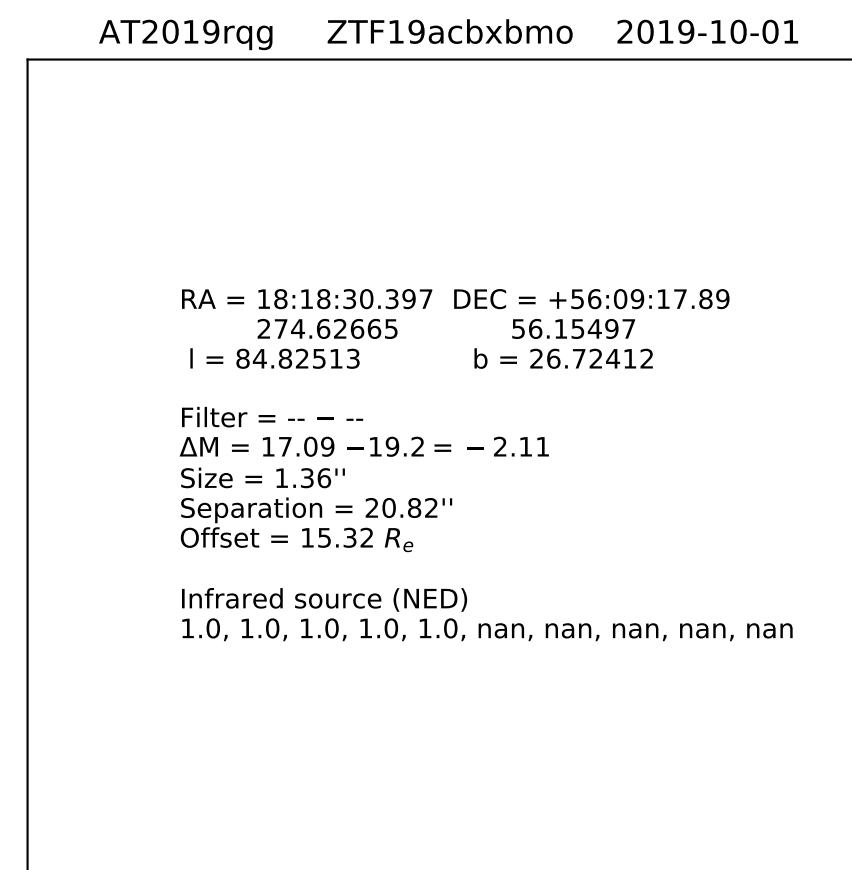 AT2019rqg ZTF19acbxbmo 2019-10-01
RA = 18:18:30.397 DEC = +56:09:17.89
274.62665 56.15497
l = 84.82513 b = 26.72412
Filter = -- − --
ΔM = 17.09 −19.2 = − 2.11
Size = 1.36''
Separation = 20.82''
Offset = 15.32 Rₑ
Infrared source (NED)
1.0, 1.0, 1.0, 1.0, 1.0, nan, nan, nan, nan, nan